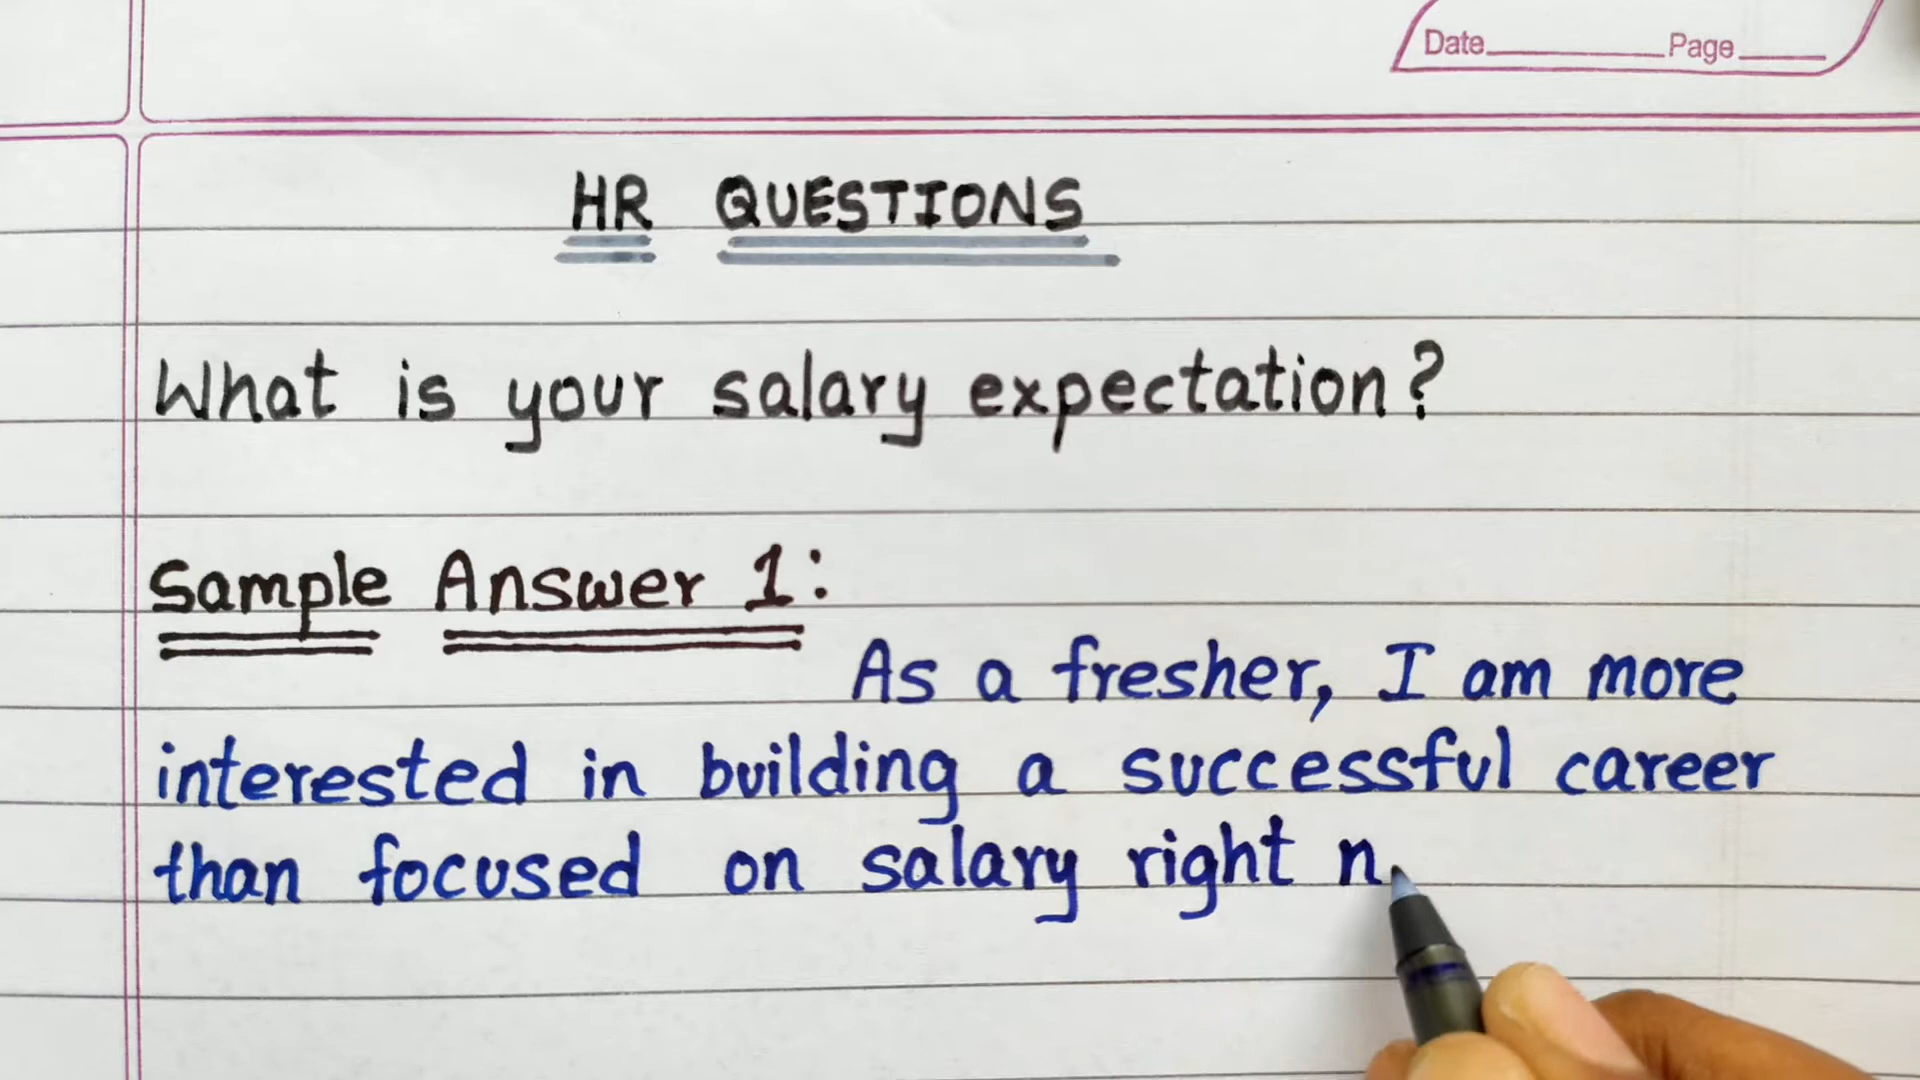 Date Page
HR QUESTIONS
What is your salary expectation?
Sample Answer 1:
As a fresher, I am more
interested in building a successful career
than focused on salary right n